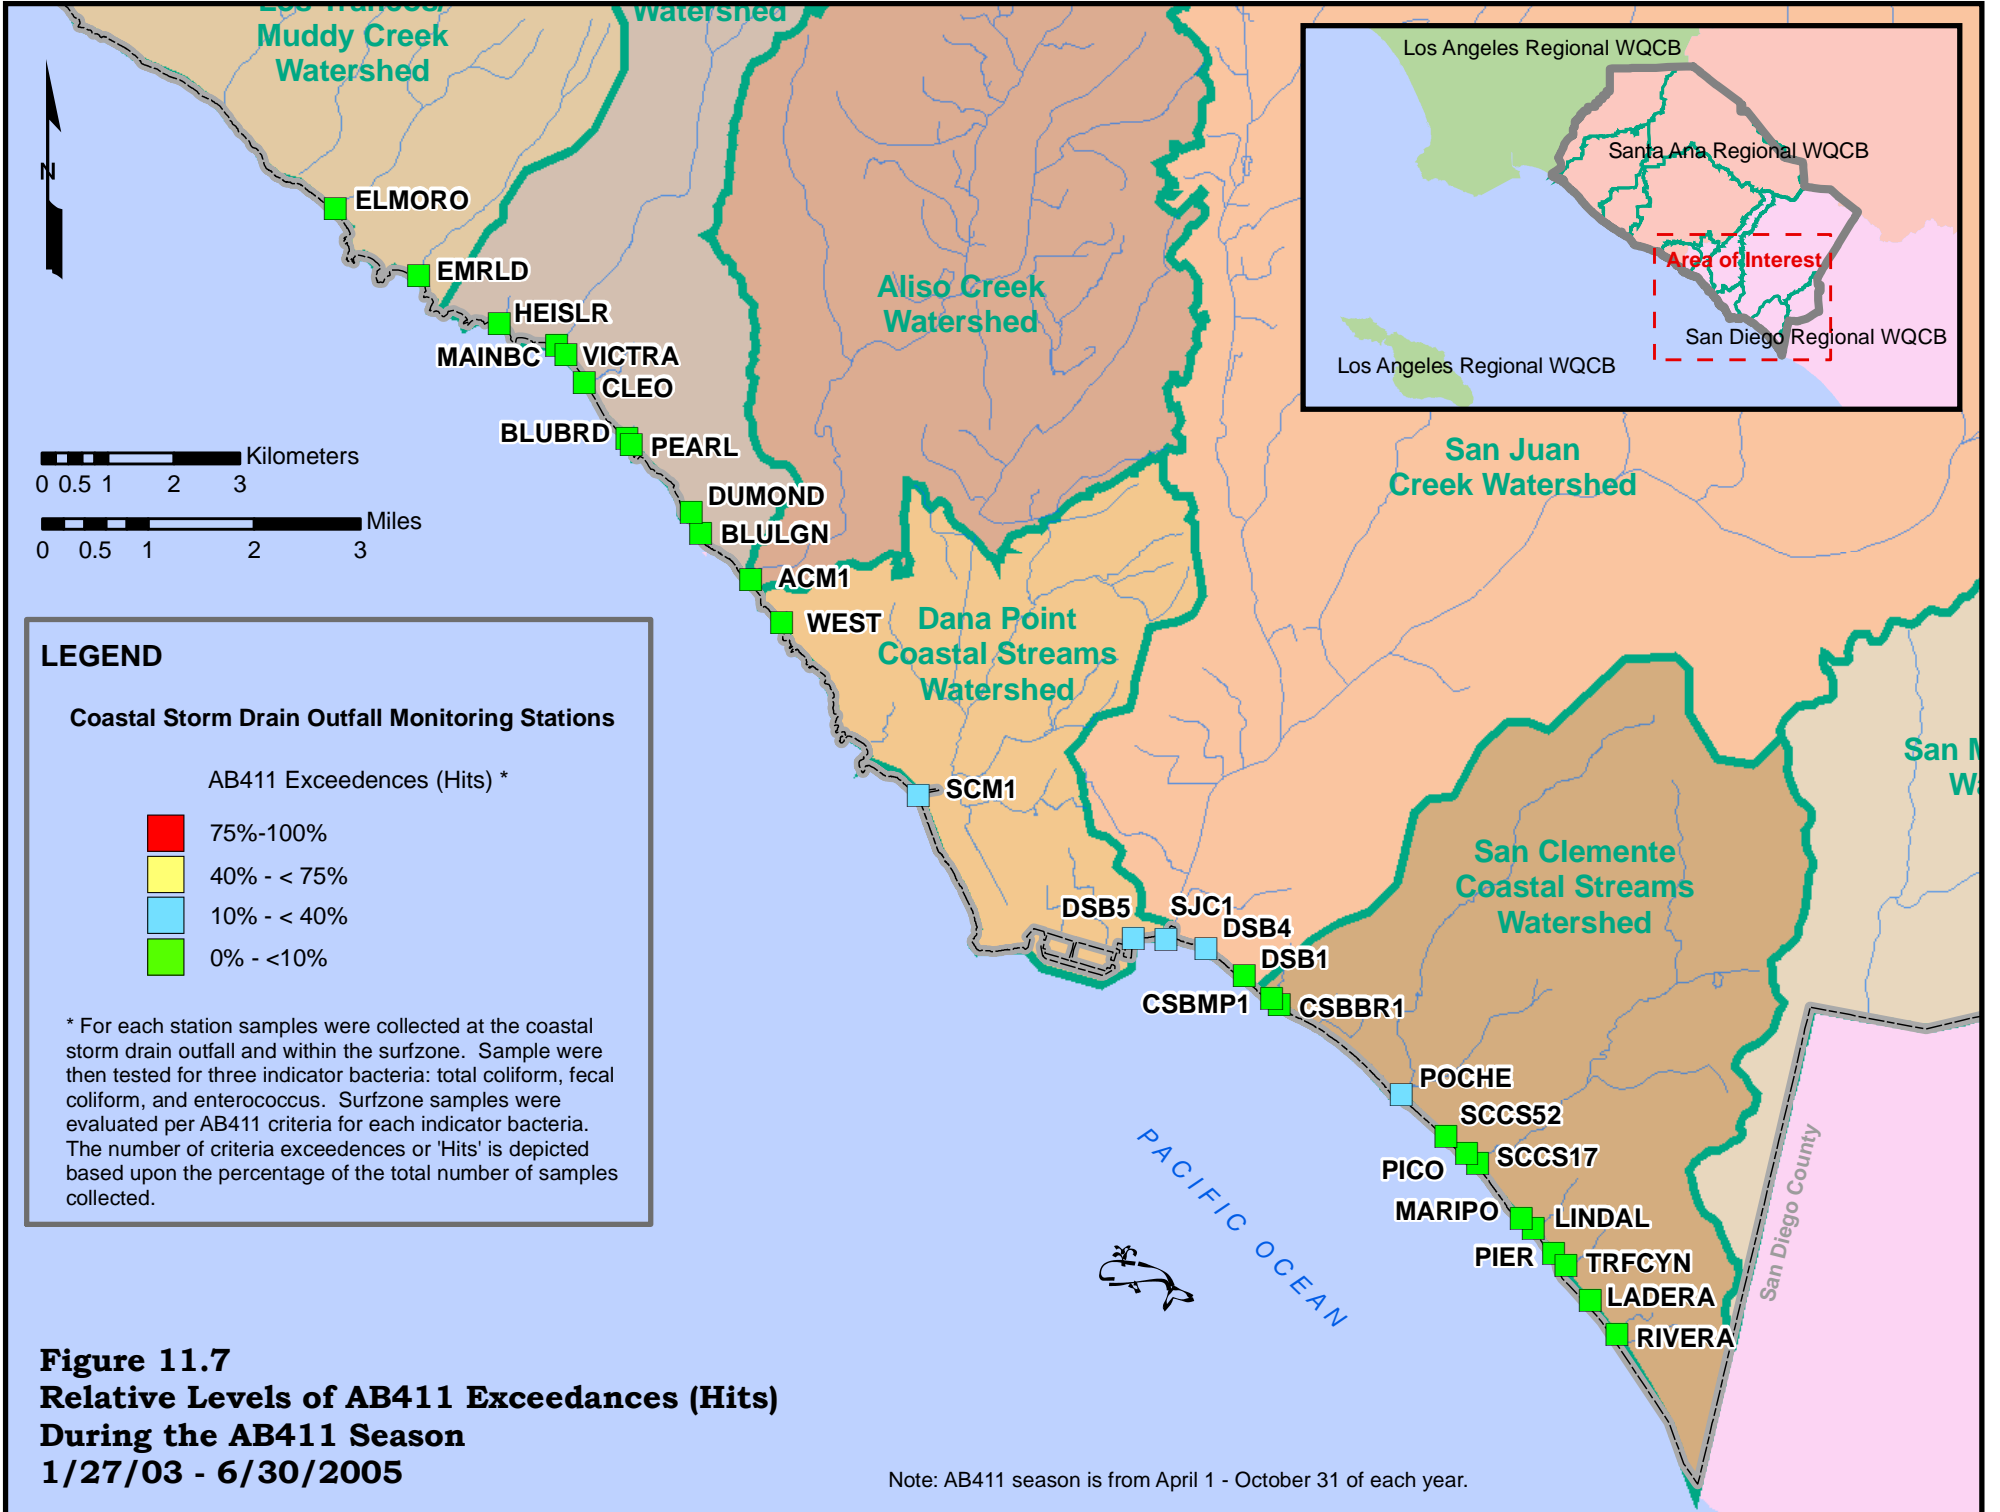 Los Trancos/
Muddy Creek
Watershed
Watershed
Los Angeles Regional WQCB
Santa Ana Regional WQCB
Area of Interest
San Diego Regional WQCB
Los Angeles Regional WQCB
N
ELMORO
EMRLD
HEISLR
MAINBC
VICTRA
CLEO
BLUBRD
PEARL
DUMOND
BLULGN
ACM1
WEST
Aliso Creek
Watershed
San Juan
Creek Watershed
Kilometers
0 0.5 1 2 3
Miles
0 0.5 1 2 3
Dana Point
Coastal Streams
Watershed
SCM1
San M
Wa
San Clemente
Coastal Streams
Watershed
DSB5
SJC1
DSB4
DSB1
CSBMP1
CSBBR1
POCHE
SCCS52
PICO
SCCS17
MARIPO
LINDAL
PIER
TRFCYN
LADERA
RIVERA
San Diego County
PACIFIC OCEAN
LEGEND
Coastal Storm Drain Outfall Monitoring Stations
AB411 Exceedences (Hits) *
75%-100%
40% - < 75%
10% - < 40%
0% - <10%
* For each station samples were collected at the coastal
storm drain outfall and within the surfzone. Sample were
then tested for three indicator bacteria: total coliform, fecal
coliform, and enterococcus. Surfzone samples were
evaluated per AB411 criteria for each indicator bacteria.
The number of criteria exceedences or 'Hits' is depicted
based upon the percentage of the total number of samples
collected.
Figure 11.7
Relative Levels of AB411 Exceedances (Hits)
During the AB411 Season
1/27/03 - 6/30/2005
Note: AB411 season is from April 1 - October 31 of each year.